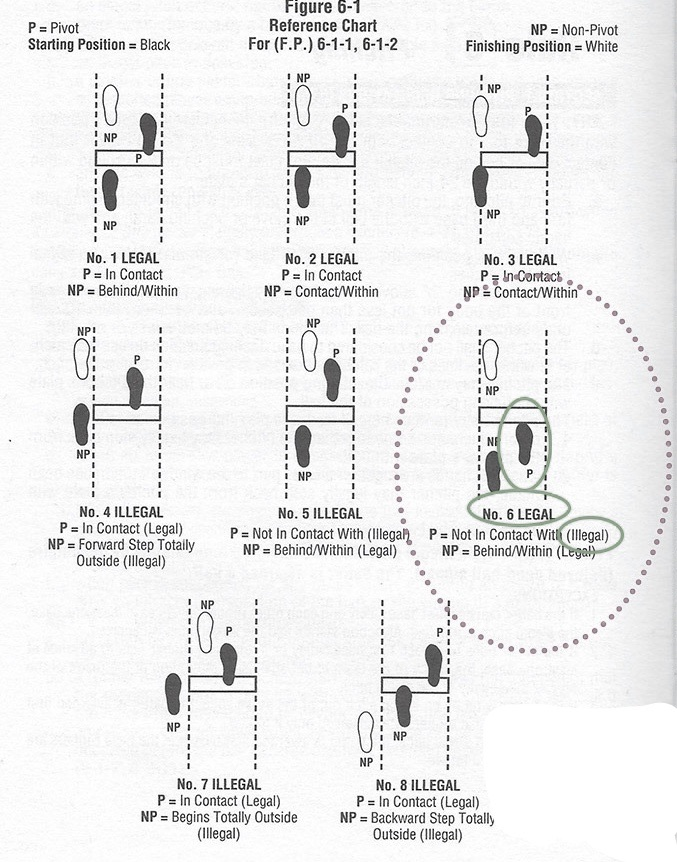 Figure 6-1
P = Pivot
Reference Chart
NP = Non-Pivot
Starting Position = Black
For (F.P.) 6-1-1, 6-1-2
Finishing Position = White
NP
P
NP
P
NP
P
P
NP
NP
NP
No. 1 LEGAL
P = In Contact
NP = Behind/Within
No. 2 LEGAL
P = In Contact
NP = Contact/Within
No. 3 LEGAL
P = In Contact
NP = Contact/Within
NP
P
NP
NP
P
NP
NP
NP
P
No. 4 ILLEGAL
P = In Contact (Legal)
NP = Forward Step Totally
Outside (Illegal)
No. 5 ILLEGAL
P = Not In Contact With (Illegal)
NP = Behind/Within (Legal)
No. 6 LEGAL
P = Not In Contact With (Illegal)
NP = Behind/Within (Legal)
NP
P
NP
P
NP
NP
No. 7 ILLEGAL
P = In Contact (Legal)
NP = Begins Totally Outside
(Illegal)
No. 8 ILLEGAL
P = In Contact (Legal)
NP = Backward Step Totally
Outside (Illegal)